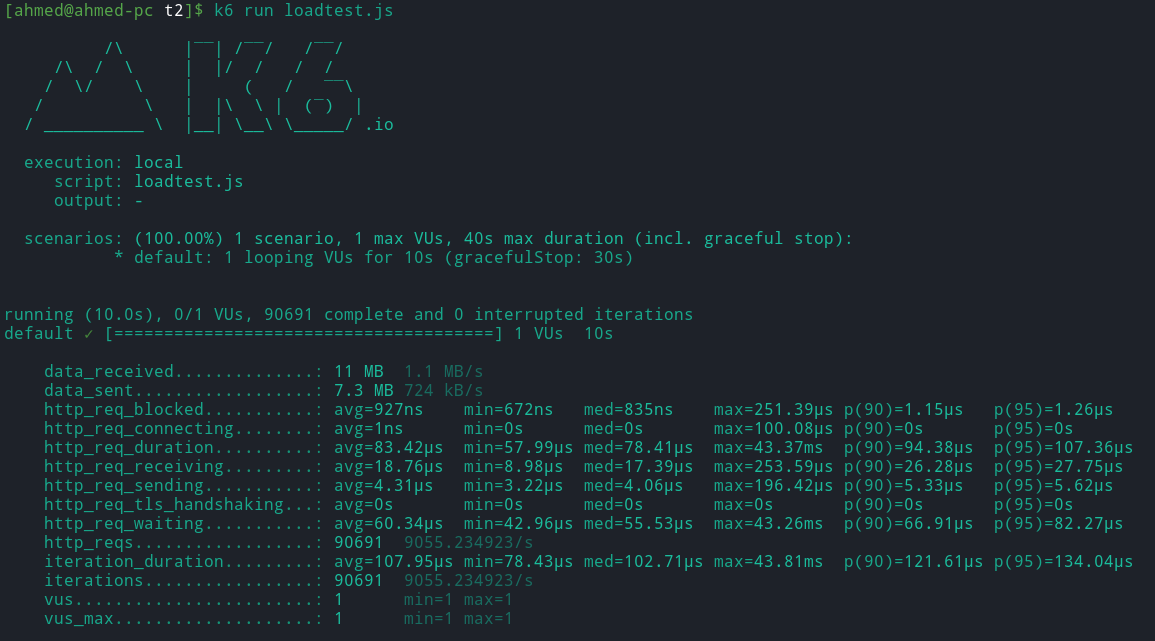 [ahmed@ahmed-pc t2]$ k6 run loadtest.js
          /\      |‾‾| /‾‾/   /‾‾/
     /\  /  \     |  |/  /   /  /
    /  \/    \    |     (   /   ‾‾\
   /          \   |  |\  \ |  (‾)  |
  / __________ \  |__| \__\ \_____/ .io
execution: local
script: loadtest.js
output: -
scenarios: (100.00%) 1 scenario, 1 max VUs, 40s max duration (incl. graceful stop):
* default: 1 looping VUs for 10s (gracefulStop: 30s)
running (10.0s), 0/1 VUs, 90691 complete and 0 interrupted iterations
default ✓ [======================================] 1 VUs  10s
data_received..............: 11 MB  1.1 MB/s
data_sent..................: 7.3 MB 724 kB/s
http_req_blocked...........: avg=927ns    min=672ns   med=835ns    max=251.39µs p(90)=1.15µs   p(95)=1.26µs
http_req_connecting........: avg=1ns      min=0s      med=0s       max=100.08µs p(90)=0s       p(95)=0s
http_req_duration..........: avg=83.42µs  min=57.99µs med=78.41µs  max=43.37ms  p(90)=94.38µs  p(95)=107.36µs
http_req_receiving.........: avg=18.76µs  min=8.98µs  med=17.39µs  max=253.59µs p(90)=26.28µs  p(95)=27.75µs
http_req_sending...........: avg=4.31µs   min=3.22µs  med=4.06µs   max=196.42µs p(90)=5.33µs   p(95)=5.62µs
http_req_tls_handshaking...: avg=0s       min=0s      med=0s       max=0s       p(90)=0s       p(95)=0s
http_req_waiting...........: avg=60.34µs  min=42.96µs med=55.53µs  max=43.26ms  p(90)=66.91µs  p(95)=82.27µs
http_reqs..................: 90691  9055.234923/s
iteration_duration.........: avg=107.95µs min=78.43µs med=102.71µs max=43.81ms  p(90)=121.61µs p(95)=134.04µs
iterations.................: 90691  9055.234923/s
vus........................: 1      min=1 max=1
vus_max....................: 1      min=1 max=1